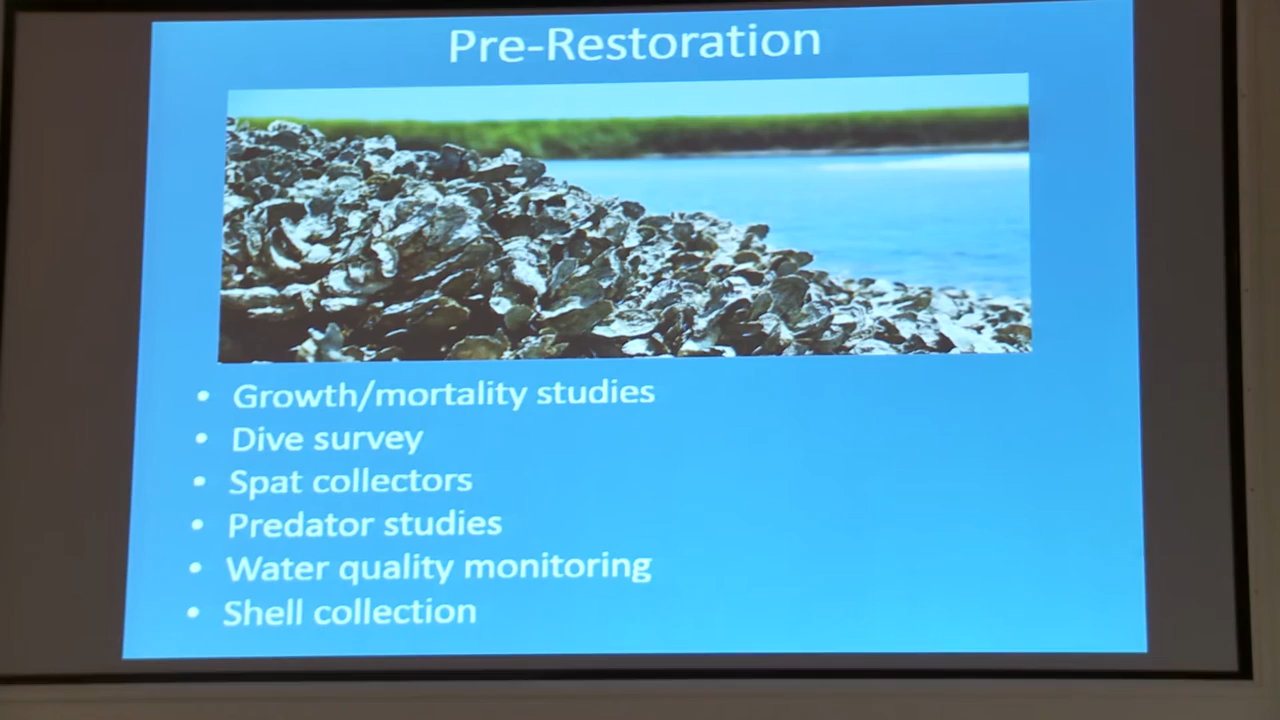 Pre-Restoration
• Growth/mortality studies
• Dive survey
• Spat collectors
• Predator studies
• Water quality monitoring
• Shell collection